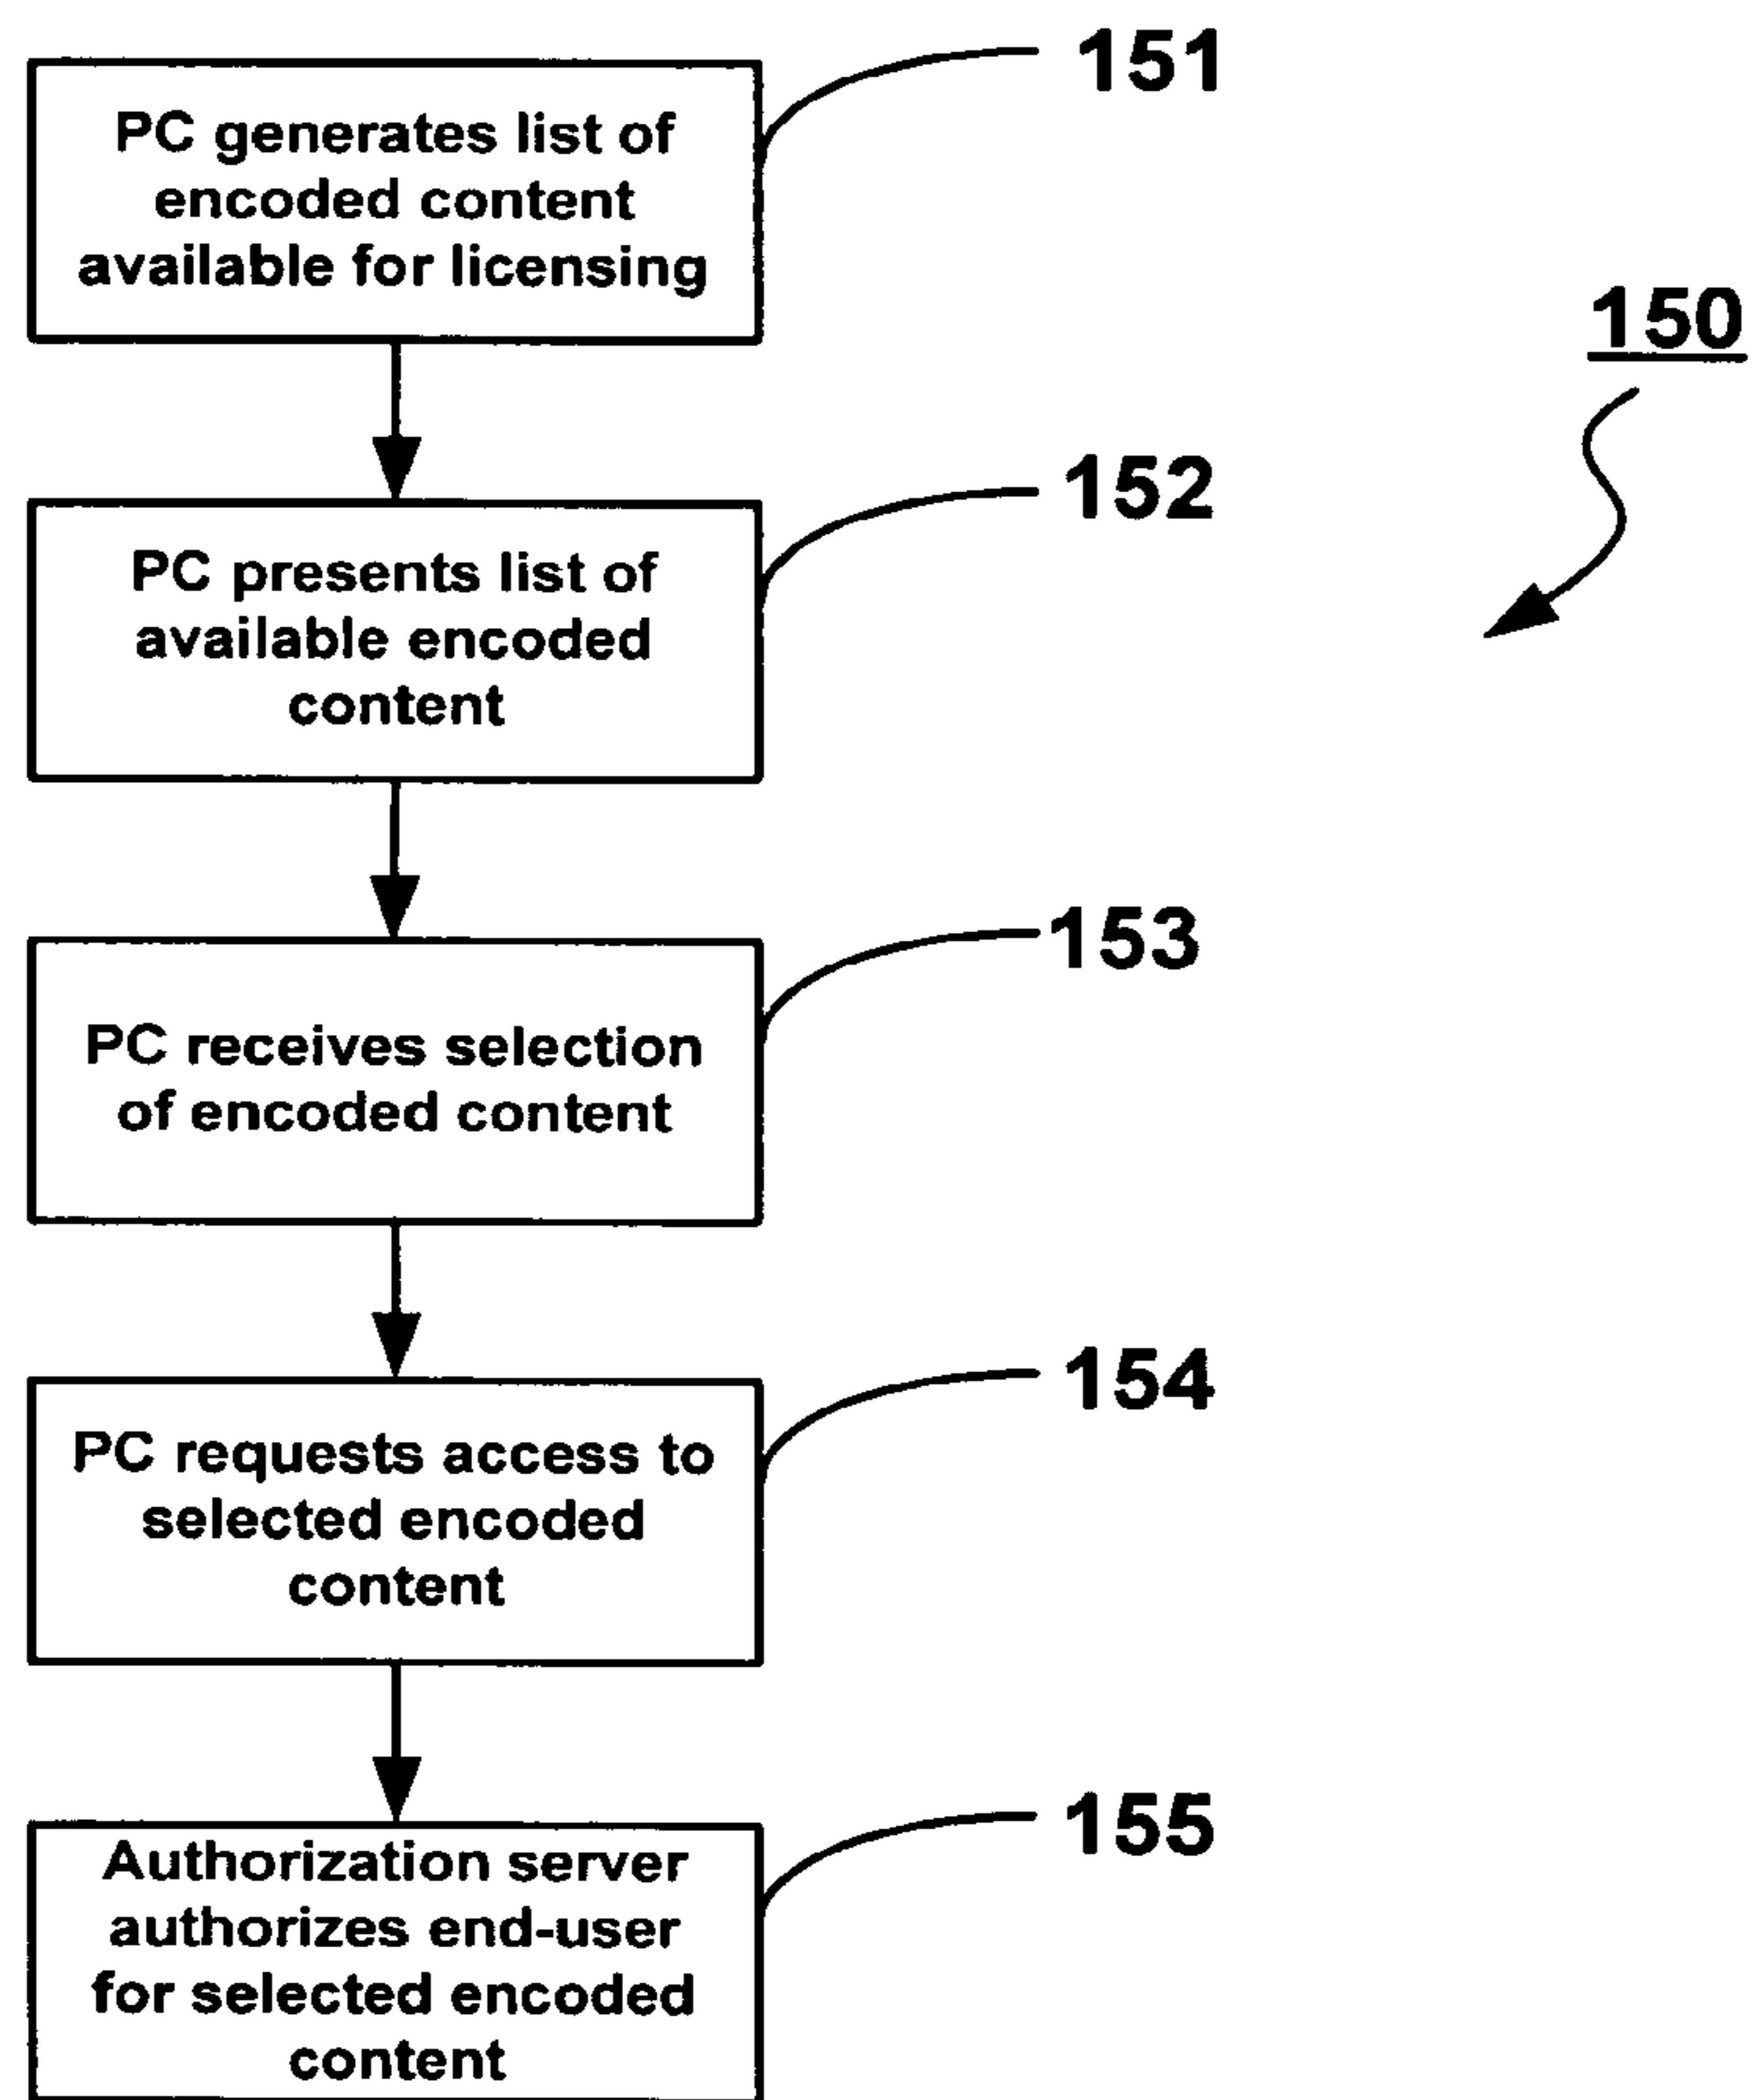 151
PC generates list of
encoded content
available for licensing
150
152
PC presents list of
available encoded
content
153
PC receives selection
of encoded content
154
PC requests access to
selected encoded
content
155
Authorization server
authorizes end-user
for selected encoded
content